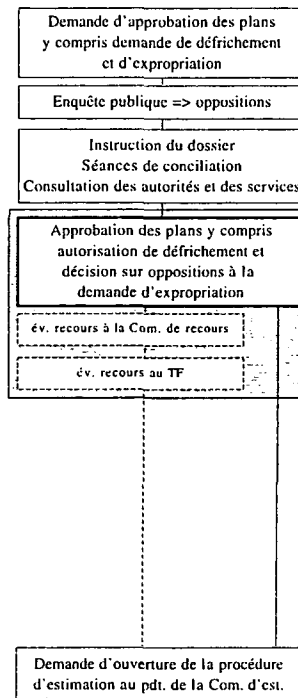 Demande d'approbation des plans
y compris demande de défrichement
et d'expropriation
Enquête publique => oppositions
Instruction du dossier
Séances de conciliation
Consultation des autorités et des services
Approbation des plans y compris
autorisation de défrichement et
décision sur oppositions à la
demande d'expropriation
év. recours à la Com. de recours
év. recours au TF
Demande d'ouverture de la procédure
d'estimation au pdt. de la Com. d'est.